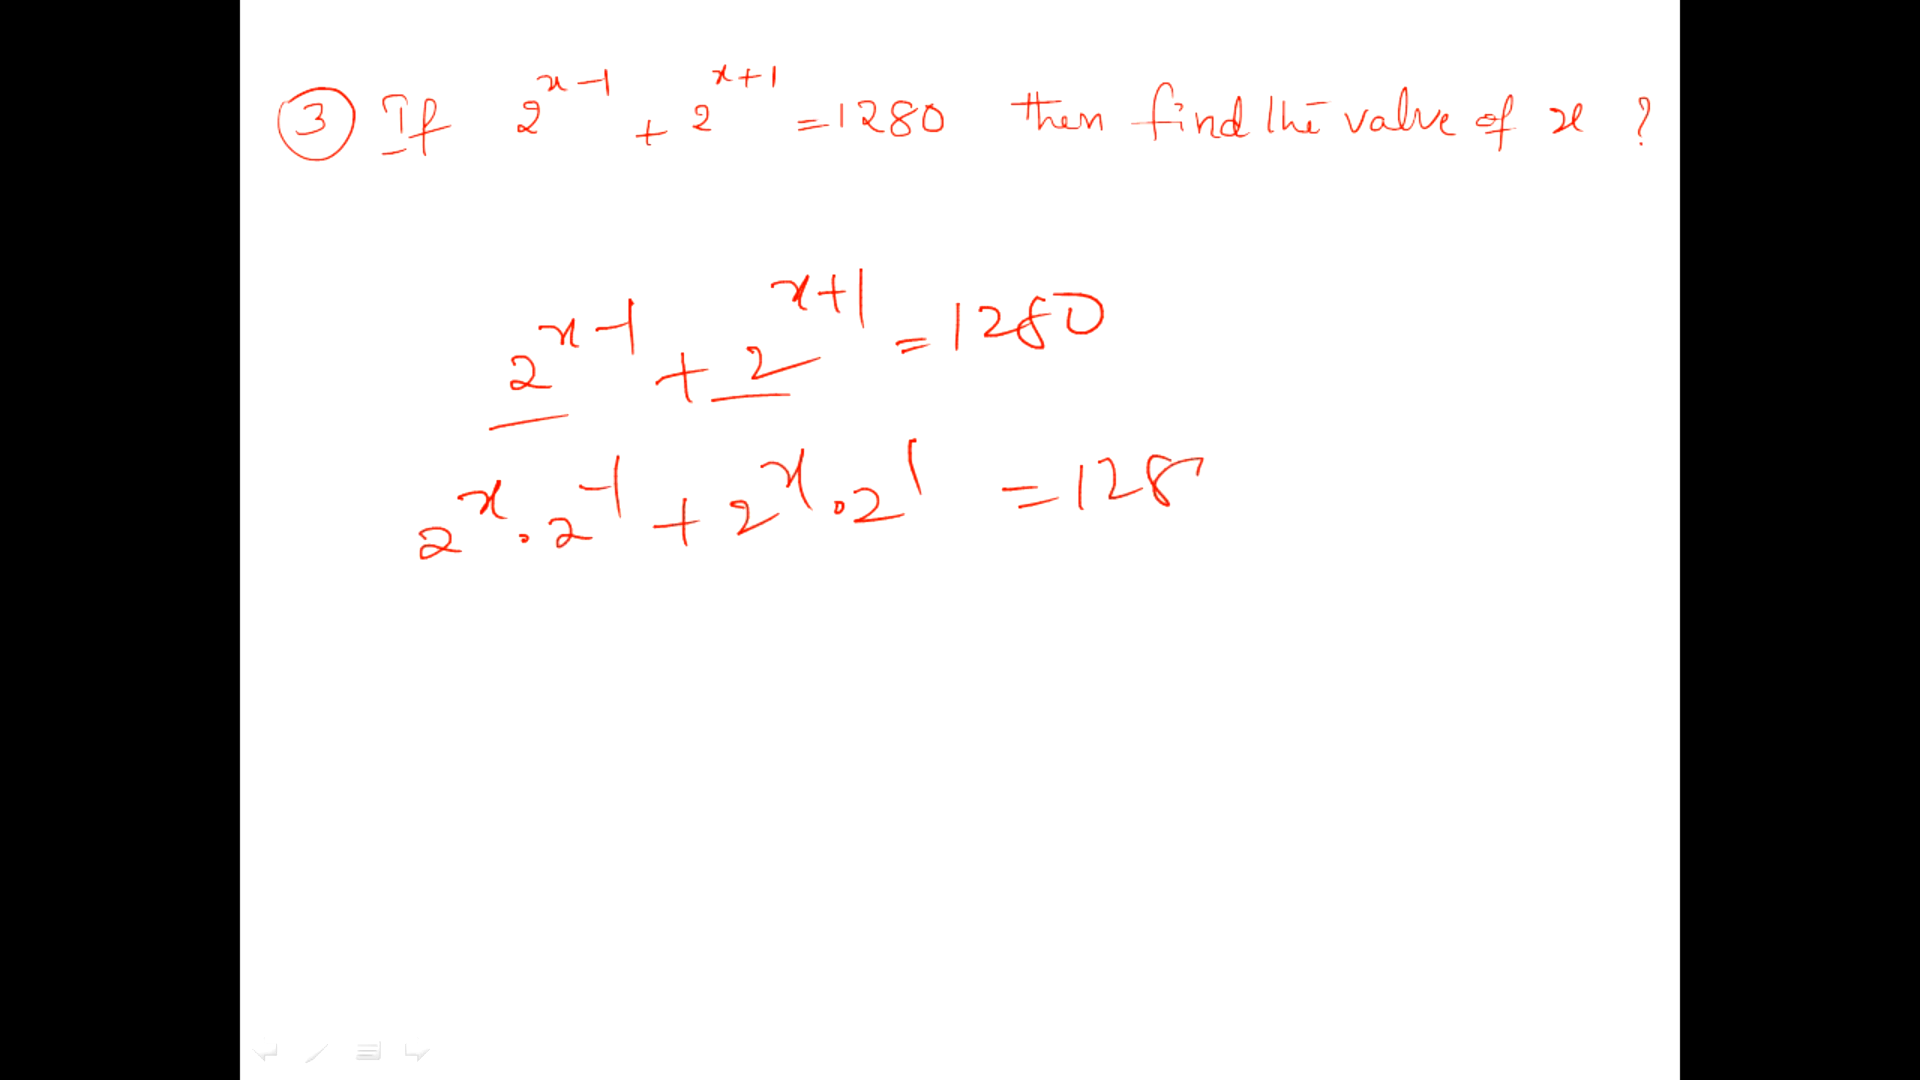 ③ If 2^{x-1} + 2^{x+1} = 1280 then find the value of x ?
2^{x-1} + 2^{x+1} = 1280
2^x . 2^{-1} + 2^x . 2^1 = 128